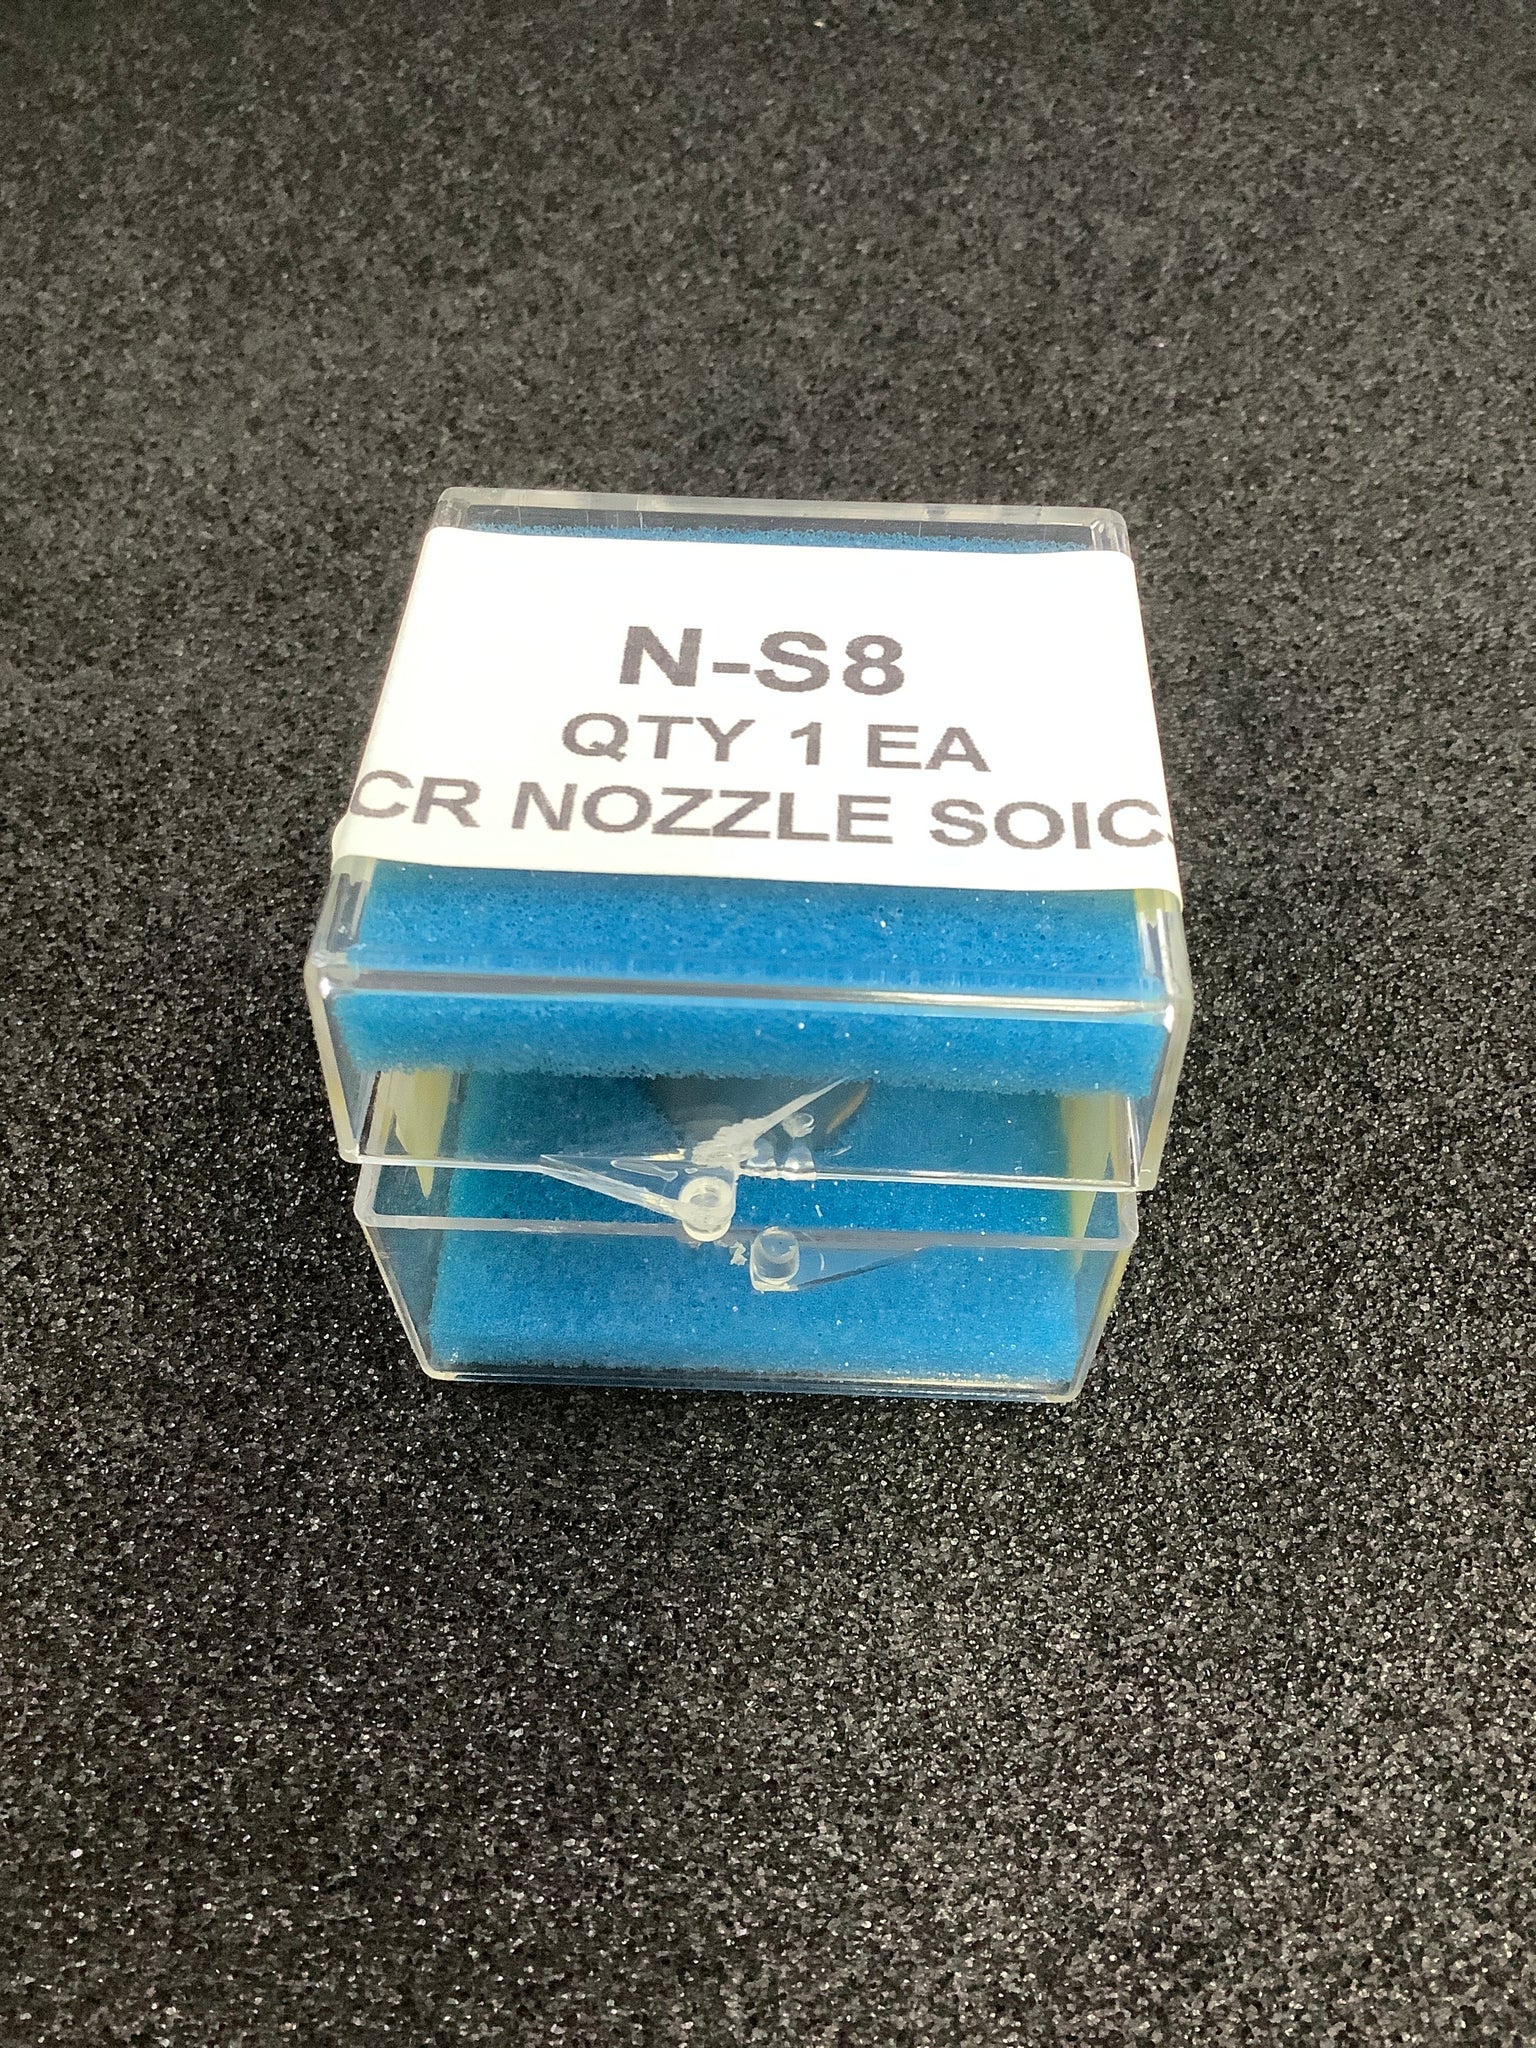 N-S8
QTY 1 EA
CR NOZZLE SOIC